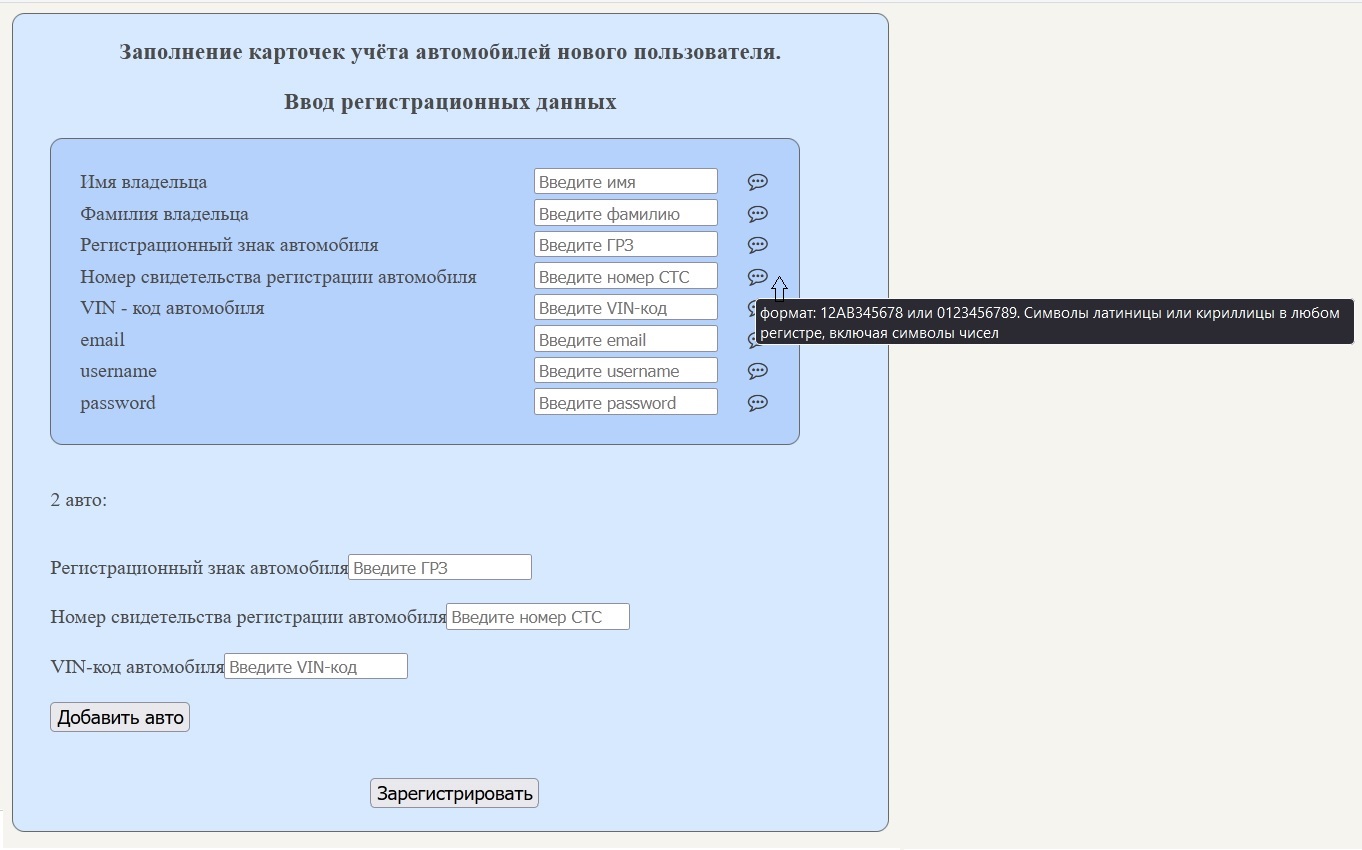 Заполнение карточек учёта автомобилей нового пользователя.
Ввод регистрационных данных
Имя владельца Введите имя
Фамилия владельца Введите фамилию
Регистрационный знак автомобиля Введите ГРЗ
Номер свидетельства регистрации автомобиля Введите номер СТС
VIN - код автомобиля Введите VIN-код
формат: 12АВ345678 или 0123456789. Символы латиницы или кириллицы в любом
регистре, включая символы чисел
email Введите email
username Введите username
password Введите password
2 авто:
Регистрационный знак автомобиля Введите ГРЗ
Номер свидетельства регистрации автомобиля Введите номер СТС
VIN-код автомобиля Введите VIN-код
Добавить авто
Зарегистрировать